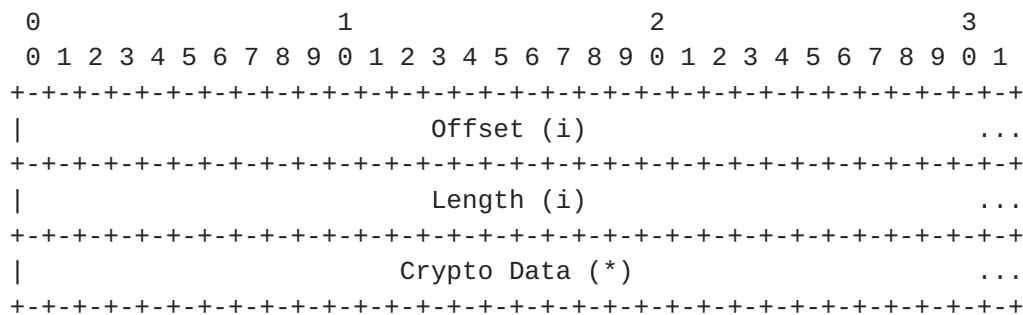 0                   1                   2                   3
 0 1 2 3 4 5 6 7 8 9 0 1 2 3 4 5 6 7 8 9 0 1 2 3 4 5 6 7 8 9 0 1
+-+-+-+-+-+-+-+-+-+-+-+-+-+-+-+-+-+-+-+-+-+-+-+-+-+-+-+-+-+-+-+-+
|                          Offset (i)                         ...
+-+-+-+-+-+-+-+-+-+-+-+-+-+-+-+-+-+-+-+-+-+-+-+-+-+-+-+-+-+-+-+-+
|                          Length (i)                         ...
+-+-+-+-+-+-+-+-+-+-+-+-+-+-+-+-+-+-+-+-+-+-+-+-+-+-+-+-+-+-+-+-+
|                        Crypto Data (*)                      ...
+-+-+-+-+-+-+-+-+-+-+-+-+-+-+-+-+-+-+-+-+-+-+-+-+-+-+-+-+-+-+-+-+